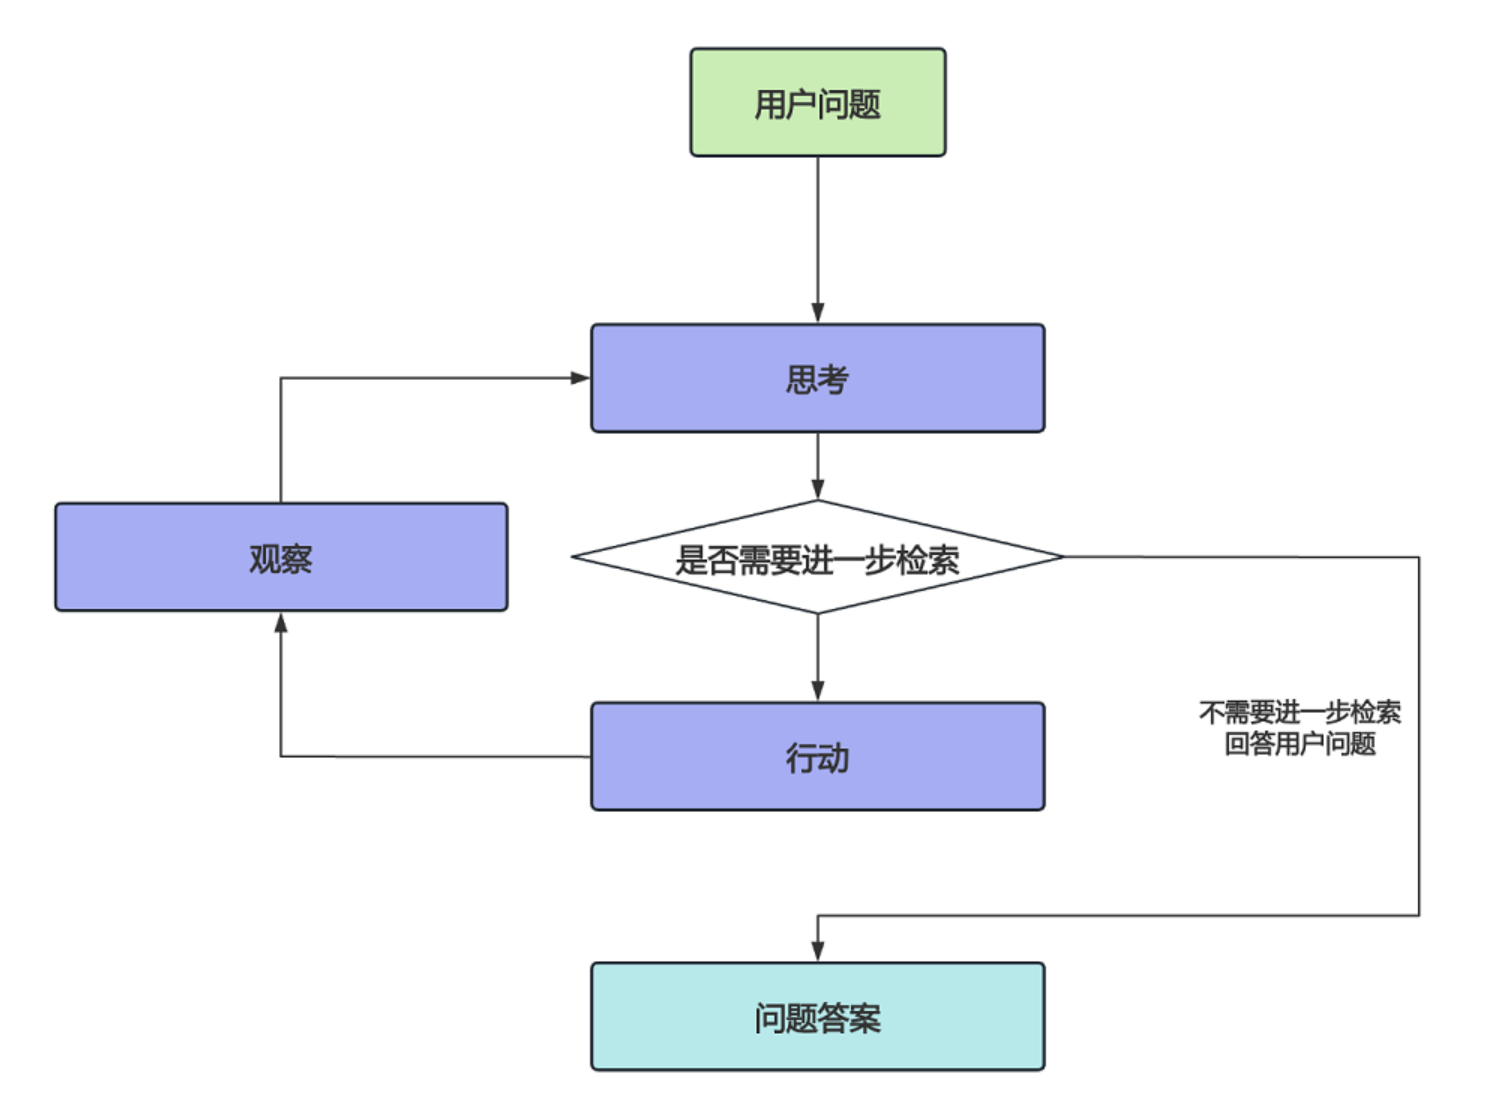 用户问题
思考
观察
是否需要进一步检索
不需要进一步检索
回答用户问题
行动
问题答案